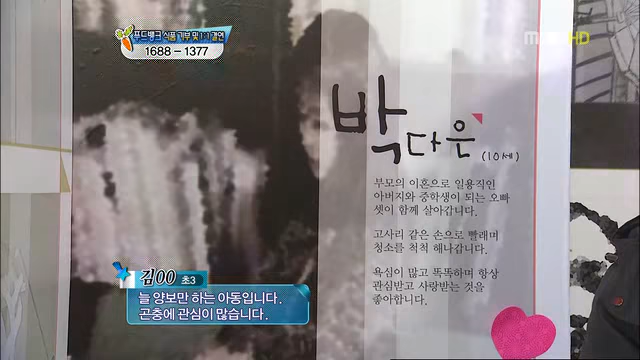 푸드뱅크 식품 기부 및 1:1 결연
1688 – 1377
MBC HD
박다은
(10세)
부모의 이혼으로 일용직인
아버지와 중학생이 되는 오빠
셋이 함께 살아갑니다.
고사리 같은 손으로 빨래며
청소를 척척 해나갑니다.
욕심이 많고 똑똑하며 항상
관심받고 사랑받는 것을
좋아합니다.
김OO 초3
늘 양보만 하는 아동입니다.
곤충에 관심이 많습니다.